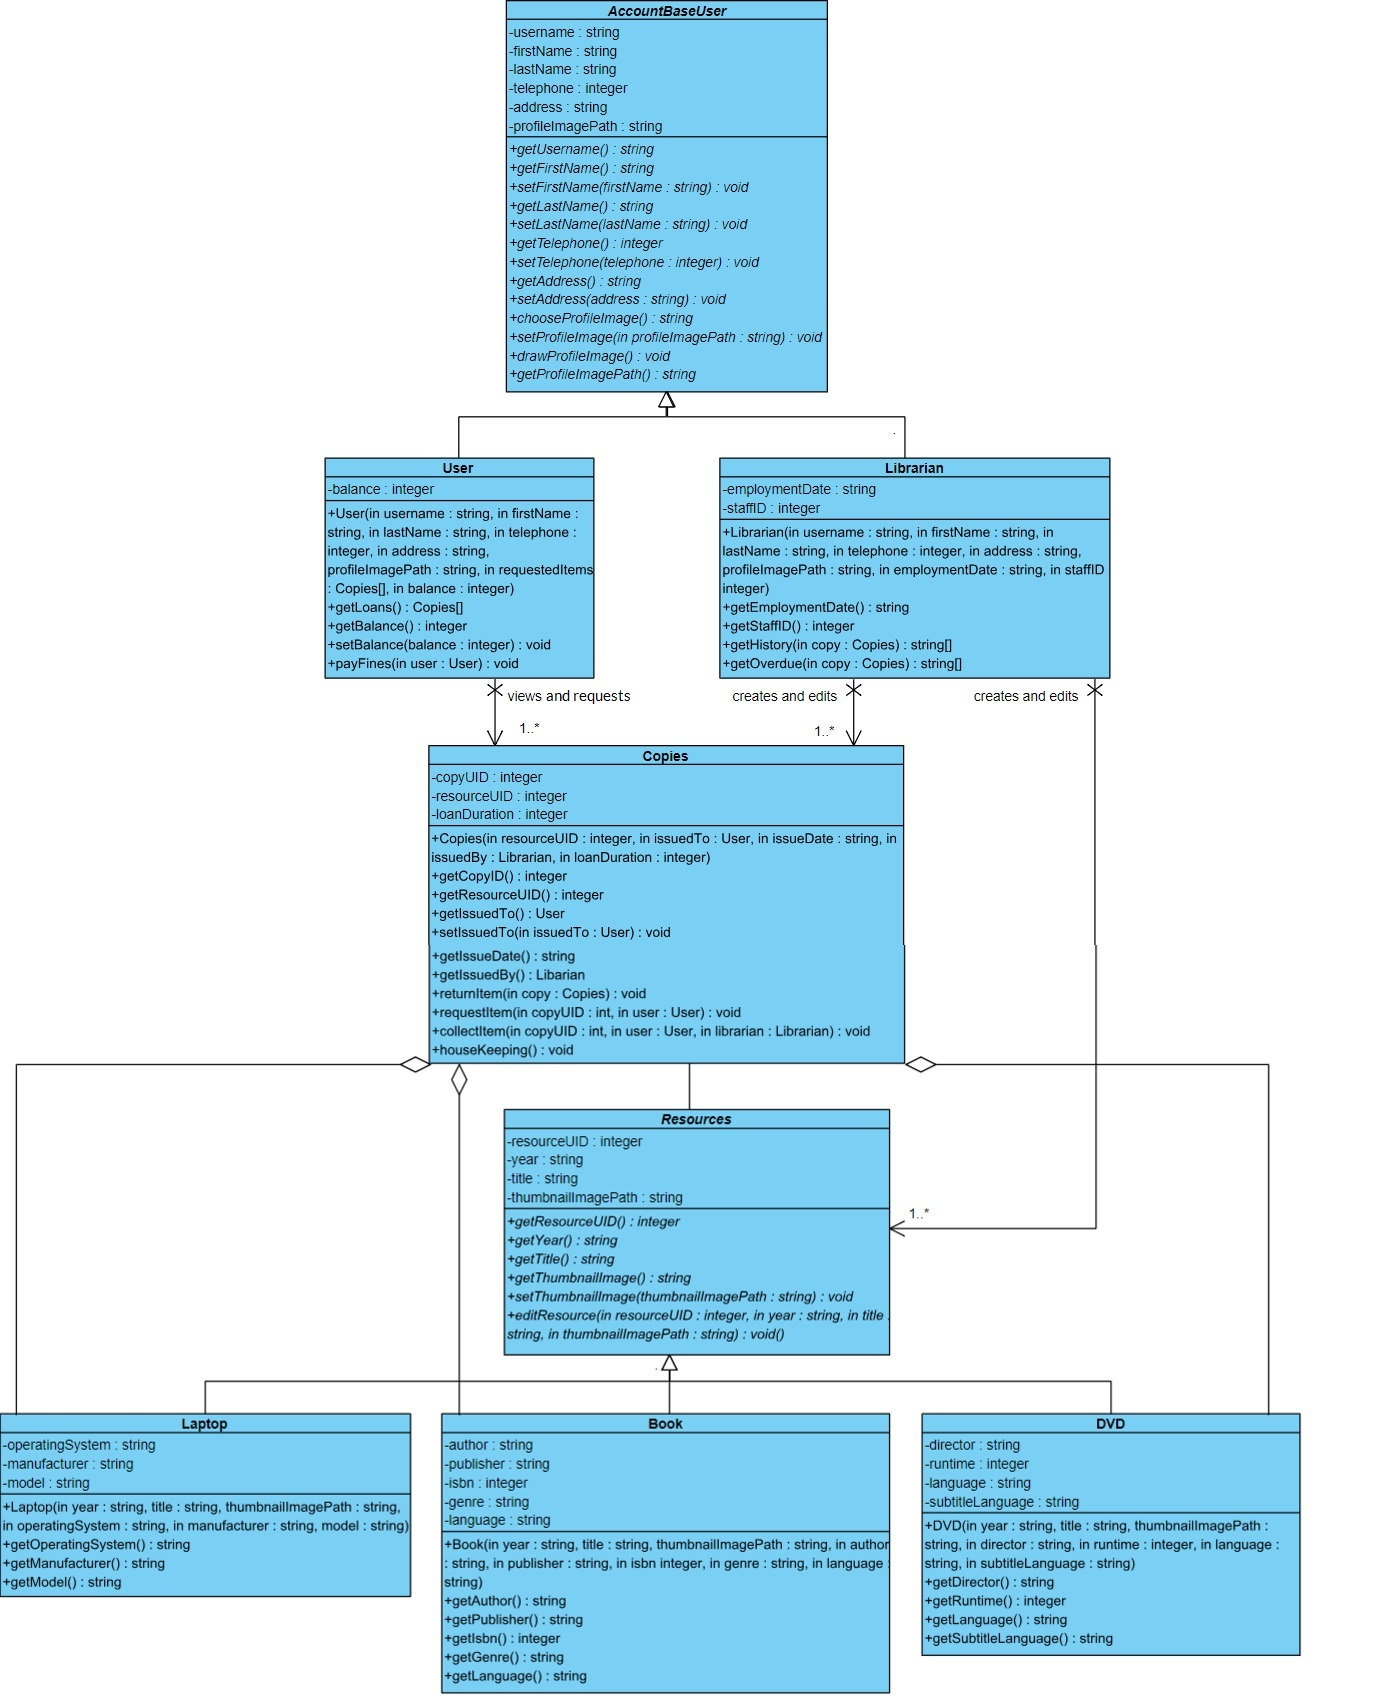 AccountBaseUser
-username : string
-firstName : string
-lastName : string
-telephone : integer
-address : string
-profileImagePath : string
+getUsername() : string
+getFirstName() : string
+setFirstName(firstName : string) : void
+getLastName() : string
+setLastName(lastName : string) : void
+getTelephone() : integer
+setTelephone(telephone : integer) : void
+getAddress() : string
+setAddress(address : string) : void
+chooseProfileImage() : string
+setProfileImage(in profileImagePath : string) : void
+drawProfileImage() : void
+getProfileImagePath() : string
User
-balance : integer
+User(in username : string, in firstName :
string, in lastName : string, in telephone :
integer, in address : string,
profileImagePath : string, in requestedItems
: Copies[], in balance : integer)
+getLoans() : Copies[]
+getBalance() : integer
+setBalance(balance : integer) : void
+payFines(in user : User) : void
Librarian
-employmentDate : string
-staffID : integer
+Librarian(in username : string, in firstName : string, in
lastName : string, in telephone : integer, in address : string,
profileImagePath : string, in employmentDate : string, in staffID
integer)
+getEmploymentDate() : string
+getStaffID() : integer
+getHistory(in copy : Copies) : string[]
+getOverdue(in copy : Copies) : string[]
views and requests
creates and edits
creates and edits
1..*
1..*
Copies
-copyUID : integer
-resourceUID : integer
-loanDuration : integer
+Copies(in resourceUID : integer, in issuedTo : User, in issueDate : string, in
issuedBy : Librarian, in loanDuration : integer)
+getCopyID() : integer
+getResourceUID() : integer
+getIssuedTo() : User
+setIssuedTo(in issuedTo : User) : void
+getIssueDate() : string
+getIssuedBy() : Libarian
+returnItem(in copy : Copies) : void
+requestItem(in copyUID : int, in user : User) : void
+collectItem(in copyUID : int, in user : User, in librarian : Librarian) : void
+houseKeeping() : void
Resources
-resourceUID : integer
-year : string
-title : string
-thumbnailImagePath : string
+getResourceUID() : integer
+getYear() : string
+getTitle() : string
+getThumbnailImage() : string
+setThumbnailImage(thumbnailImagePath : string) : void
+editResource(in resourceUID : integer, in year : string, in title :
string, in thumbnailImagePath : string) : void()
1..*
Laptop
-operatingSystem : string
-manufacturer : string
-model : string
+Laptop(in year : string, title : string, thumbnailImagePath : string,
in operatingSystem : string, in manufacturer : string, model : string)
+getOperatingSystem() : string
+getManufacturer() : string
+getModel() : string
Book
-author : string
-publisher : string
-isbn : integer
-genre : string
-language : string
+Book(in year : string, title : string, thumbnailImagePath : string, in author
: string, in publisher : string, in isbn integer, in genre : string, in language :
string)
+getAuthor() : string
+getPublisher() : string
+getIsbn() : integer
+getGenre() : string
+getLanguage() : string
DVD
-director : string
-runtime : integer
-language : string
-subtitleLanguage : string
+DVD(in year : string, title : string, thumbnailImagePath :
string, in director : string, in runtime : integer, in language :
string, in subtitleLanguage : string)
+getDirector() : string
+getRuntime() : integer
+getLanguage() : string
+getSubtitleLanguage() : string